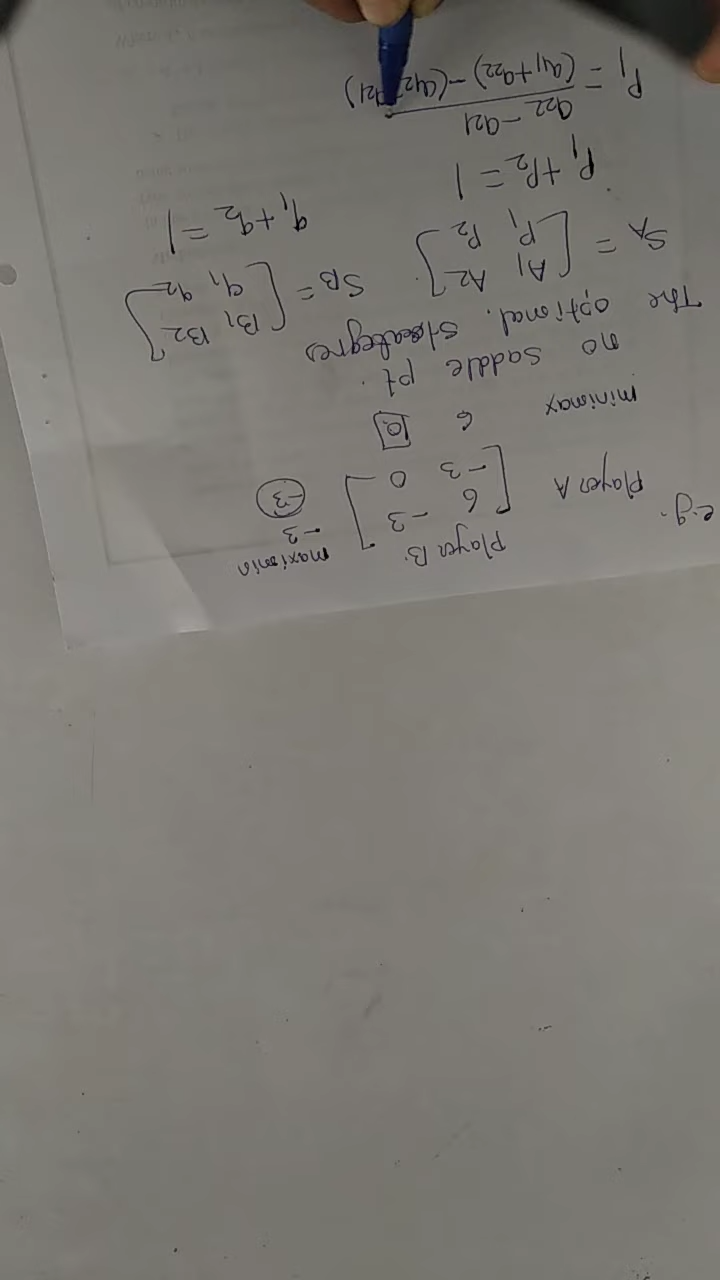 e.g. Player B maximin
Player A [ 6 -3 ] -3
[ -3 0 ] (-3)
minimax 6 [0]
no saddle pt.
The optional. strategres
SA = [ A1 A2 ] SB = [ B1 B2 ]
[ P1 P2 ] [ q1 q2 ]
P1 + P2 = 1 q1 + q2 = 1
P1 = a22 - a21
(a11 + a22) - (a12 a21)